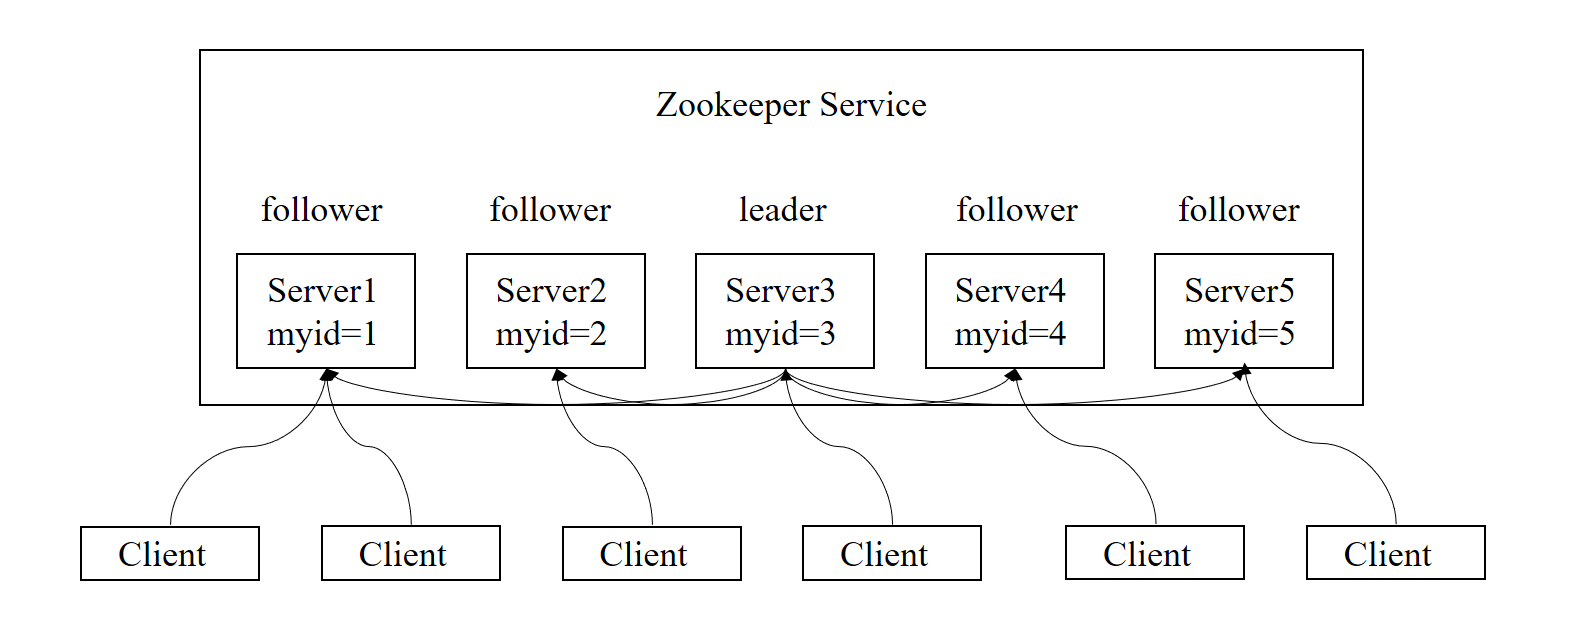 Zookeeper Service
follower
follower
leader
follower
follower
Server1
myid=1
Server2
myid=2
Server3
myid=3
Server4
myid=4
Server5
myid=5
Client
Client
Client
Client
Client
Client